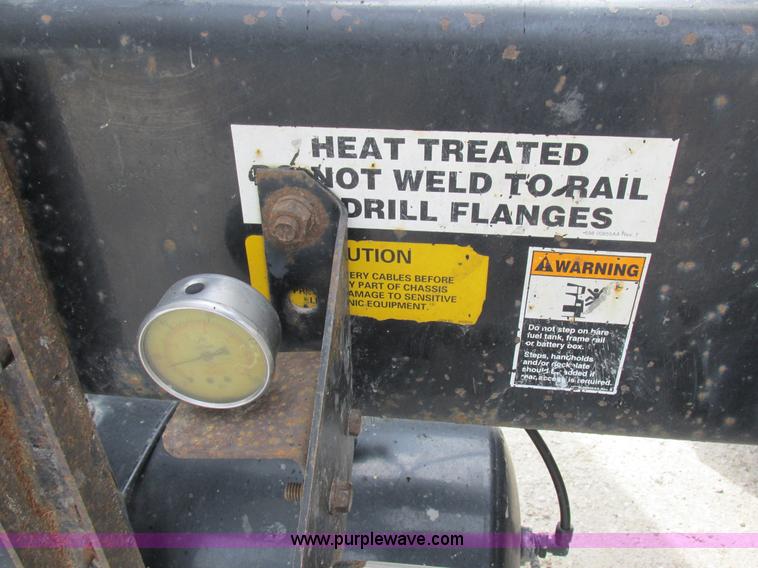 HEAT TREATED
NOT WELD TO RAIL
DRILL FLANGES
UTION
ERY CABLES BEFORE
Y PART OF CHASSIS
AMAGE TO SENSITIVE
NIC EQUIPMENT.
WARNING
Do not step on bare
fuel tank, frame rail
or battery box.
Steps, handholds
and/or deck plate
should be added if
rear access is required.
www.purplewave.com